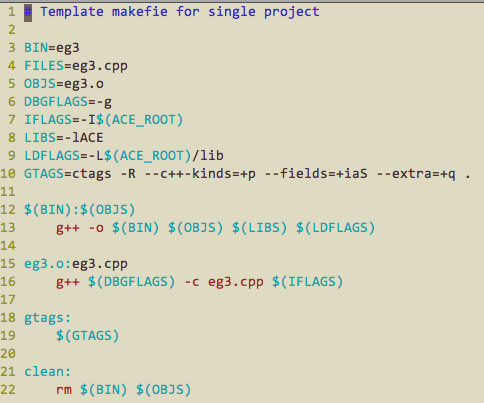 1 # Template makefie for single project
2
3 BIN=eg3
4 FILES=eg3.cpp
5 OBJS=eg3.o
6 DBGFLAGS=-g
7 IFLAGS=-I$(ACE_ROOT)
8 LIBS=-lACE
9 LDFLAGS=-L$(ACE_ROOT)/lib
10 GTAGS=ctags -R --c++-kinds=+p --fields=+iaS --extra=+q .
11
12 $(BIN):$(OBJS)
13     g++ -o $(BIN) $(OBJS) $(LIBS) $(LDFLAGS)
14
15 eg3.o:eg3.cpp
16     g++ $(DBGFLAGS) -c eg3.cpp $(IFLAGS)
17
18 gtags:
19     $(GTAGS)
20
21 clean:
22     rm $(BIN) $(OBJS)